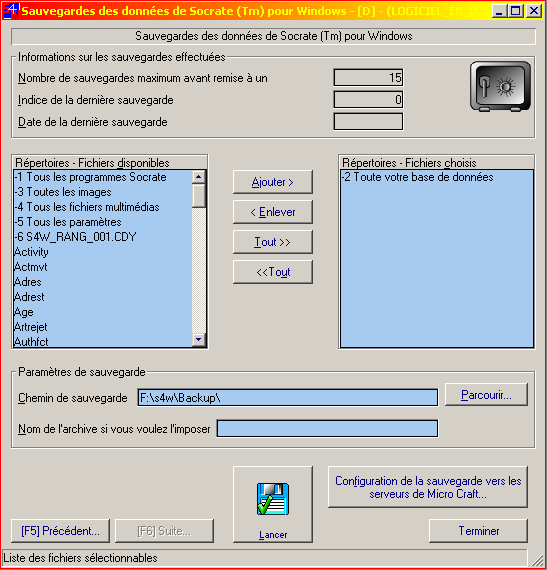 Sauvegardes des données de Socrate (Tm) pour Windows - [D] - (LOGICIEL_EN_
Sauvegardes des données de Socrate (Tm) pour Windows
Informations sur les sauvegardes effectuées
Nombre de sauvegardes maximum avant remise à un 15
Indice de la dernière sauvegarde 0
Date de la dernière sauvegarde
Répertoires - Fichiers disponibles
-1 Tous les programmes Socrate
-3 Toutes les images
-4 Tous les fichiers multimédias
-5 Tous les paramètres
-6 S4W_RANG_001.CDY
Activity
Actmvt
Adres
Adrest
Age
Artrejet
Authfct
Ajouter >
< Enlever
Tout >>
<<Tout
Répertoires - Fichiers choisis
-2 Toute votre base de données
Paramètres de sauvegarde
Chemin de sauvegarde F:\s4w\Backup\ Parcourir...
Nom de l'archive si vous voulez l'imposer
Lancer
Configuration de la sauvegarde vers les
serveurs de Micro Craft...
[F5] Précédent... [F6] Suite... Terminer
Liste des fichiers sélectionnables